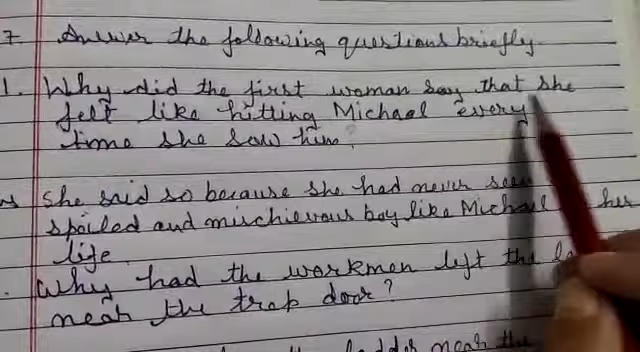 7. Answer the following questions briefly.
1. Why did the first woman say that she
felt like hitting Michael every
time she saw him?
Ans She said so because she had never seen
spoiled and mischievous boy like Michael her
life.
Why had the workmen left the
near the trap door?
near the